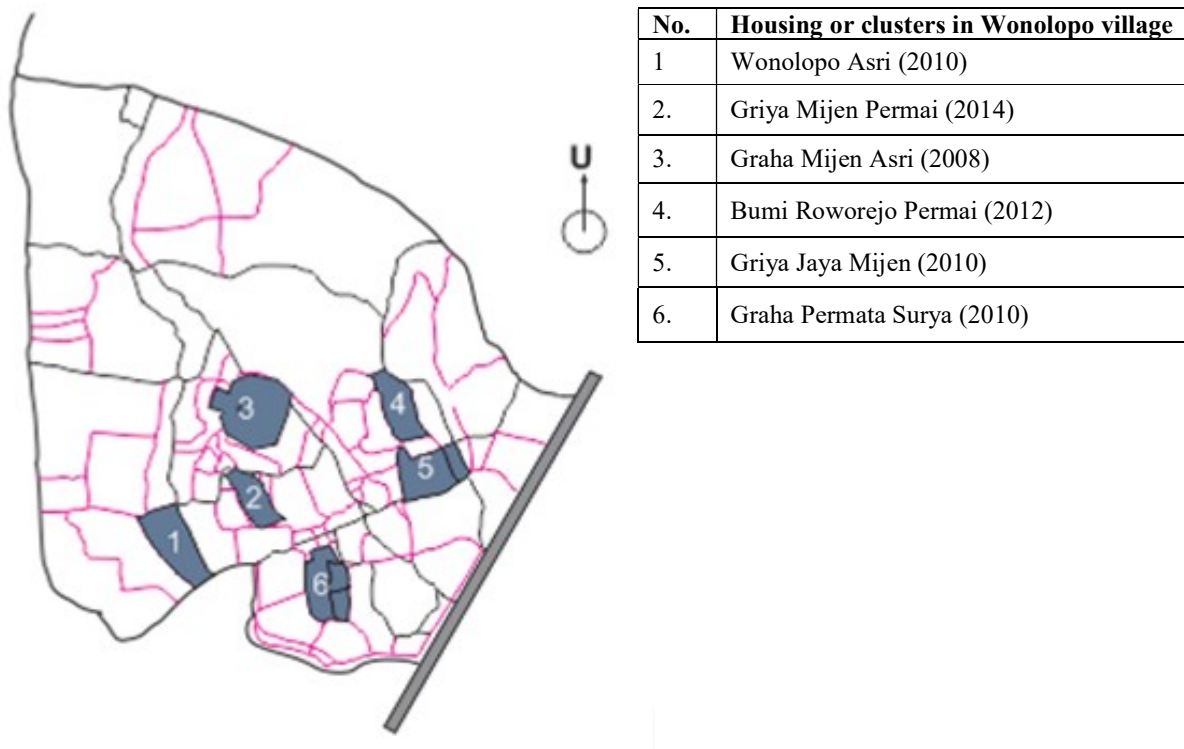 U
3
4
5
2
1
6
No. Housing or clusters in Wonolopo village
1 Wonolopo Asri (2010)
2. Griya Mijen Permai (2014)
3. Graha Mijen Asri (2008)
4. Bumi Roworejo Permai (2012)
5. Griya Jaya Mijen (2010)
6. Graha Permata Surya (2010)